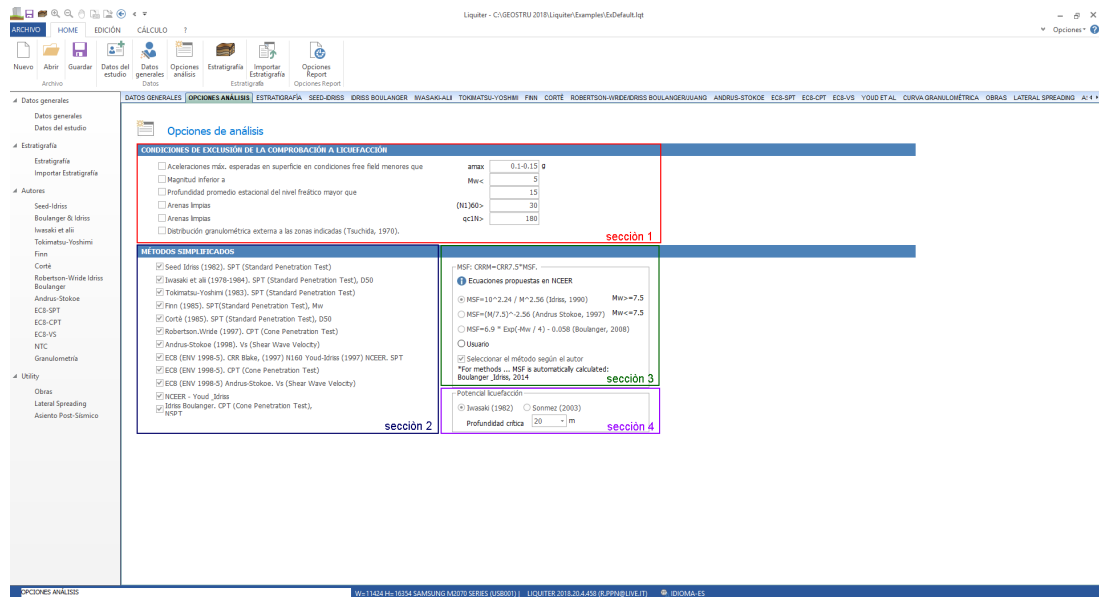 Liquiter - C:\GEOSTRU 2018\Liquiter\Examples\ExDefault.lqt
ARCHIVO HOME EDICIÓN CÁLCULO ? Opciones
Nuevo Abrir Guardar Datos del estudio Datos generales Opciones análisis Estratigrafía Importar Estratigrafía Opciones Report
Archivo Datos Estratigrafía Opciones Report
DATOS GENERALES OPCIONES ANÁLISIS ESTRATIGRAFÍA SEED-IDRISS IDRISS BOULANGER IWASAKI-ALII TOKIMATSU-YOSHIMI FINN CORTÉ ROBERTSON-WRIDE/IDRISS BOULANGER/JUANG ANDRUS-STOKOE EC8-SPT EC8-CPT EC8-VS YOUD ET AL CURVA GRANULOMÉTRICA OBRAS LATERAL SPREADING
Datos generales
Datos generales
Datos del estudio
Estratigrafía
Estratigrafía
Importar Estratigrafía
Autores
Seed-Idriss
Boulanger & Idriss
Iwasaki et alii
Tokimatsu-Yoshimi
Finn
Corté
Robertson-Wride Idriss
Boulanger
Andrus-Stokoe
EC8-SPT
EC8-CPT
EC8-VS
NTC
Granulometría
Utility
Obras
Lateral Spreading
Asiento Post-Sísmico
Opciones de análisis
CONDICIONES DE EXCLUSIÓN DE LA COMPROBACIÓN A LICUEFACCIÓN
Aceleraciones máx. esperadas en superficie en condiciones free field menores que amax 0.1-0.15 g
Magnitud inferior a Mw< 5
Profundidad promedio estacional del nivel freático mayor que 15
Arenas limpias (N1)60> 30
Arenas limpias qc1N> 180
Distribución granulométrica externa a las zonas indicadas (Tsuchida, 1970).
sección 1
MÉTODOS SIMPLIFICADOS
Seed Idriss (1982). SPT (Standard Penetration Test)
Iwasaki et ali (1978-1984). SPT (Standard Penetration Test), D50
Tokimatsu-Yoshimi (1983). SPT (Standard Penetration Test)
Finn (1985). SPT(Standard Penetration Test), Mw
Cortè (1985). SPT (Standard Penetration Test), D50
Robertson.Wride (1997). CPT (Cone Penetration Test)
Andrus-Stokoe (1998). Vs (Shear Wave Velocity)
EC8 (ENV 1998-5). CRR Blake, (1997) N160 Youd-Idriss (1997) NCEER. SPT
EC8 (ENV 1998-5). CPT (Cone Penetration Test)
EC8 (ENV 1998-5) Andrus-Stokoe. Vs (Shear Wave Velocity)
NCEER - Youd _Idriss
Idriss Boulanger. CPT (Cone Penetration Test),
NSPT
sección 2
MSF: CRRM=CRR7.5*MSF.
Ecuaciones propuestas en NCEER
MSF=10^2.24 / M^2.56 (Idriss, 1990) Mw>=7.5
MSF=(M/7.5)^-2.56 (Andrus Stokoe, 1997) Mw<=7.5
MSF=6.9 * Exp(-Mw / 4) - 0.058 (Boulanger, 2008)
Usuario
Seleccionar el método según el autor
*For methods ... MSF is automatically calculated:
Boulanger _Idriss, 2014
sección 3
Potencial licuefacción
Iwasaki (1982) Sonmez (2003)
Profundidad crítica 20 m
sección 4
OPCIONES ANÁLISIS W=11424 H=16354 SAMSUNG M2070 SERIES (USB001) | LIQUITER 2018.20.4.458 (R.PPN@LIVE.IT) IDIOMA-ES